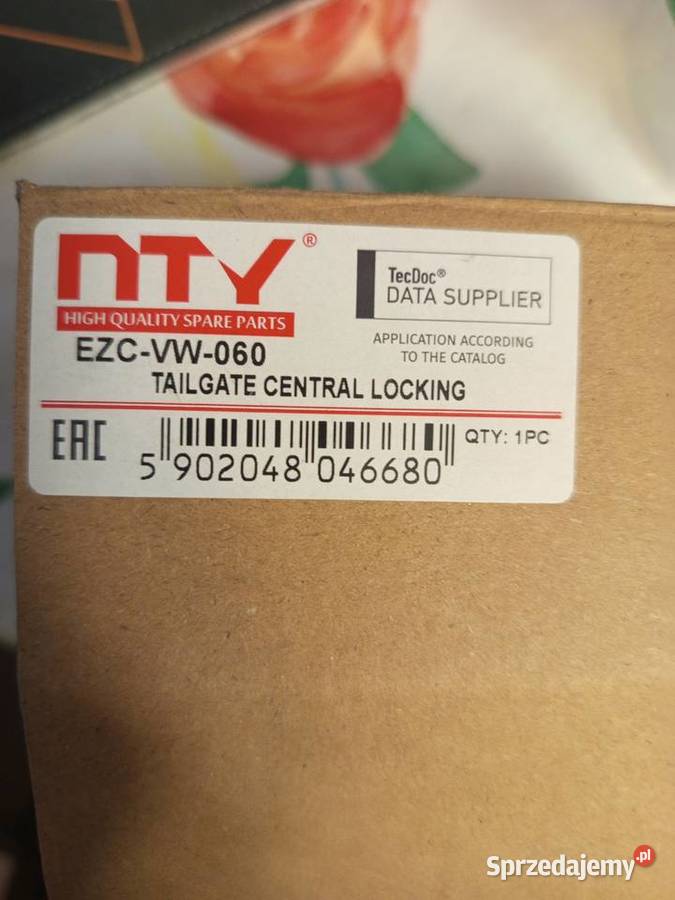 NTY®
HIGH QUALITY SPARE PARTS
TecDoc®
DATA SUPPLIER
APPLICATION ACCORDING
TO THE CATALOG
EZC-VW-060
TAILGATE CENTRAL LOCKING
EAC
QTY: 1PC
5 902048 046680
Sprzedajemy.pl